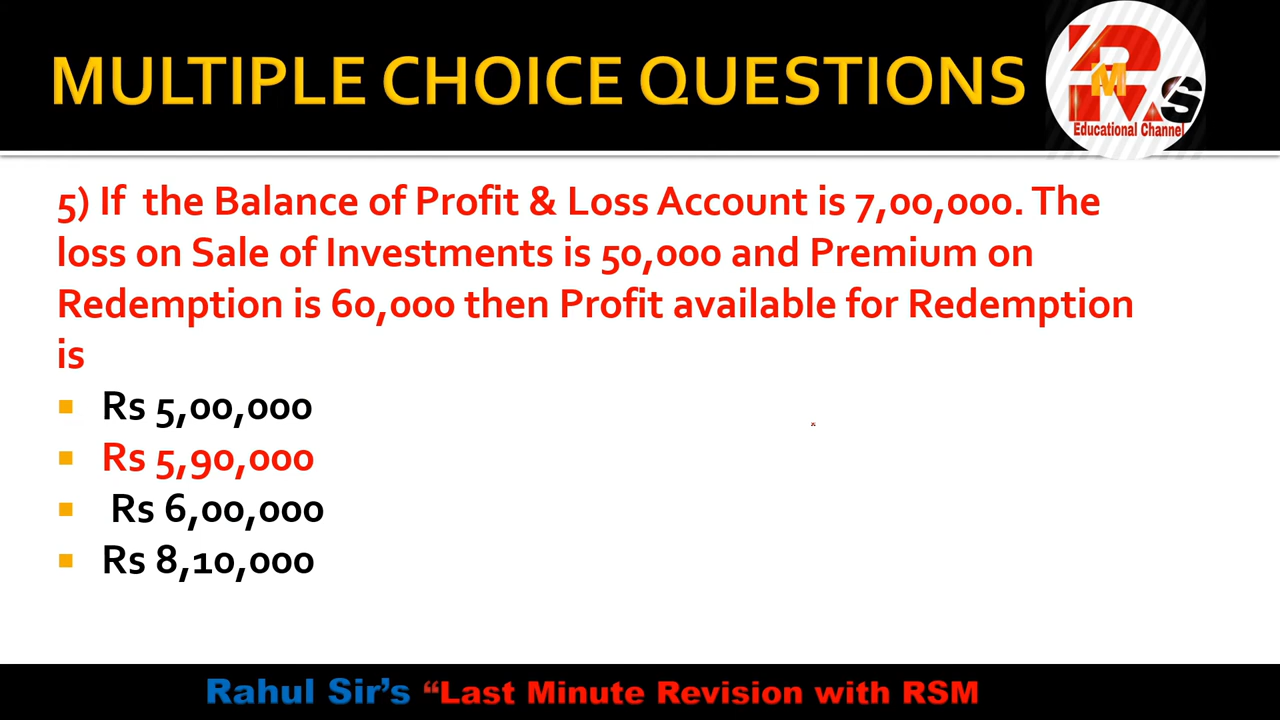 MULTIPLE CHOICE QUESTIONS
RMS
Educational Channel
5) If the Balance of Profit & Loss Account is 7,00,000. The
loss on Sale of Investments is 50,000 and Premium on
Redemption is 60,000 then Profit available for Redemption
is
Rs 5,00,000
Rs 5,90,000
Rs 6,00,000
Rs 8,10,000
Rahul Sir's “Last Minute Revision with RSM